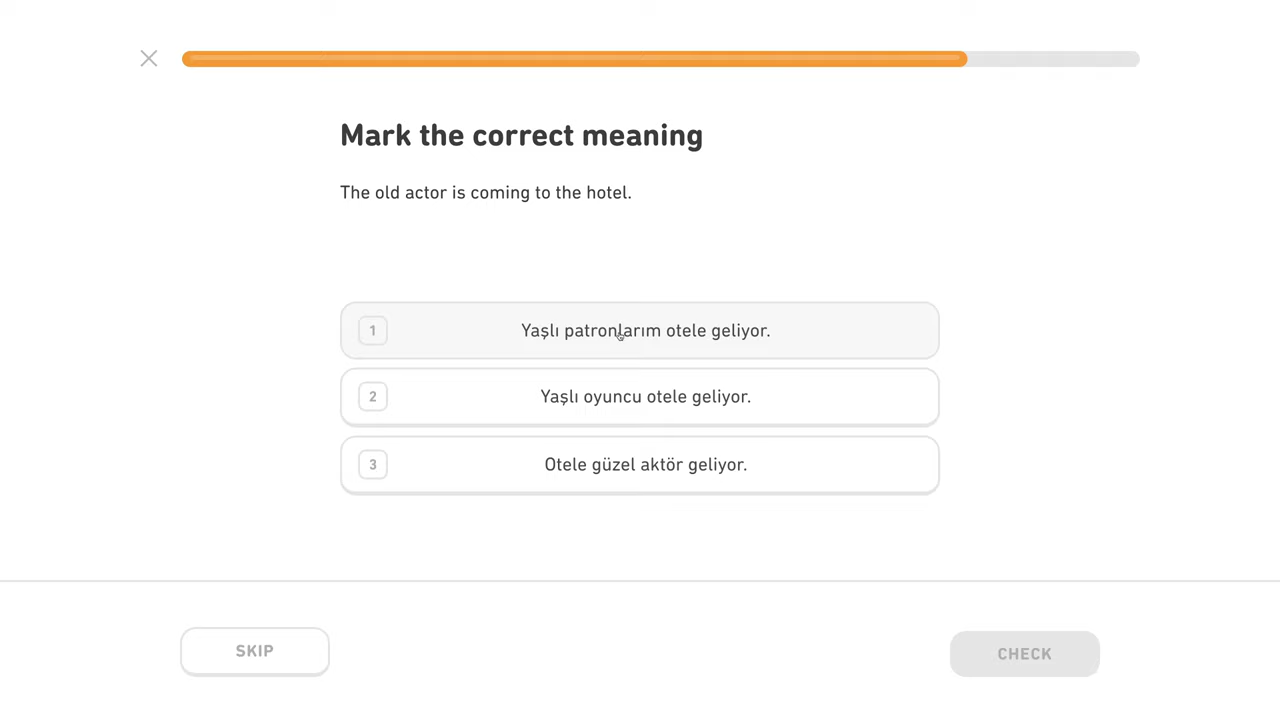 Mark the correct meaning
The old actor is coming to the hotel.
1 Yaşlı patronlarım otele geliyor.
2 Yaşlı oyuncu otele geliyor.
3 Otele güzel aktör geliyor.
SKIP
CHECK